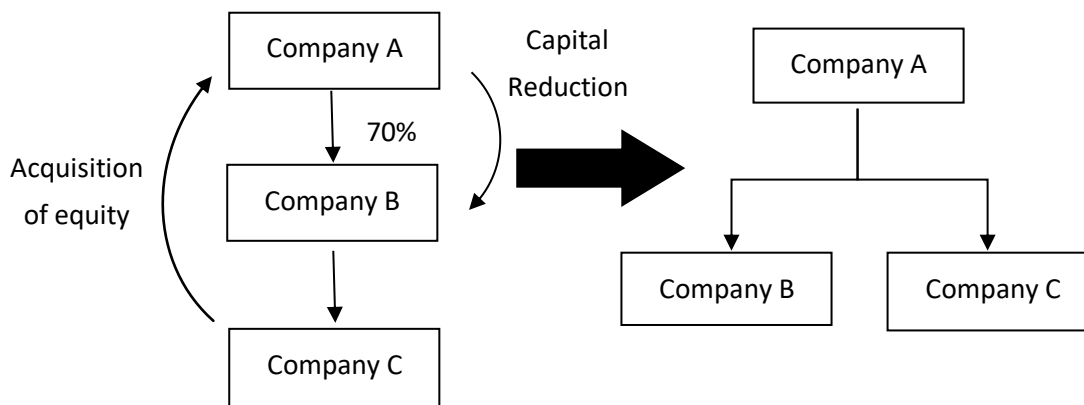 Company A
Capital
Reduction
Company A
70%
Acquisition
of equity
Company B
Company B
Company C
Company C